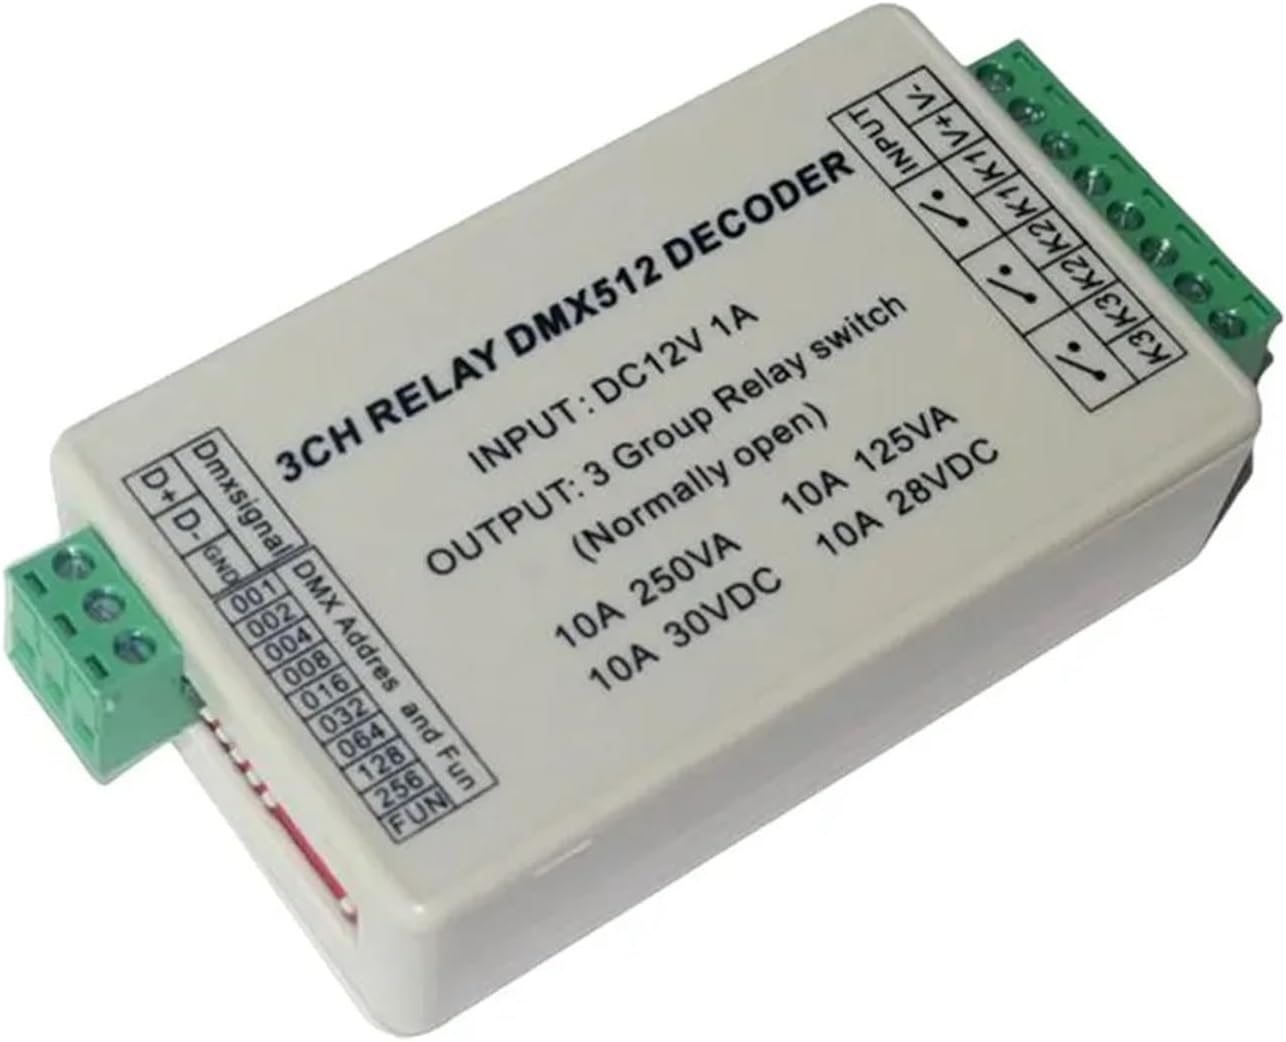 3CH RELAY DMX512 DECODER
INPUT: DC12V 1A
OUTPUT: 3 Group Relay switch
(Normally open)
10A 250VA 10A 125VA
10A 30VDC 10A 28VDC
INPUT
V-
V+
K1
K1
K2
K2
K3
K3
Dmxsignal
D+
D-
GND
DMX Addres and Fun
001
002
004
008
016
032
064
128
256
FUN